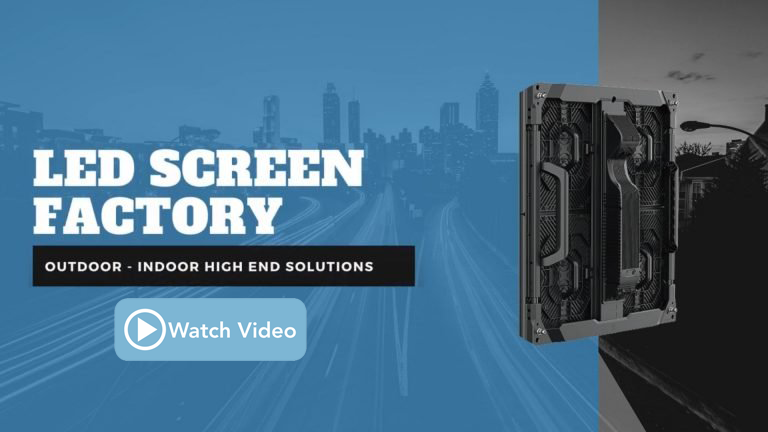 LED SCREEN
FACTORY
OUTDOOR - INDOOR HIGH END SOLUTIONS
Watch Video